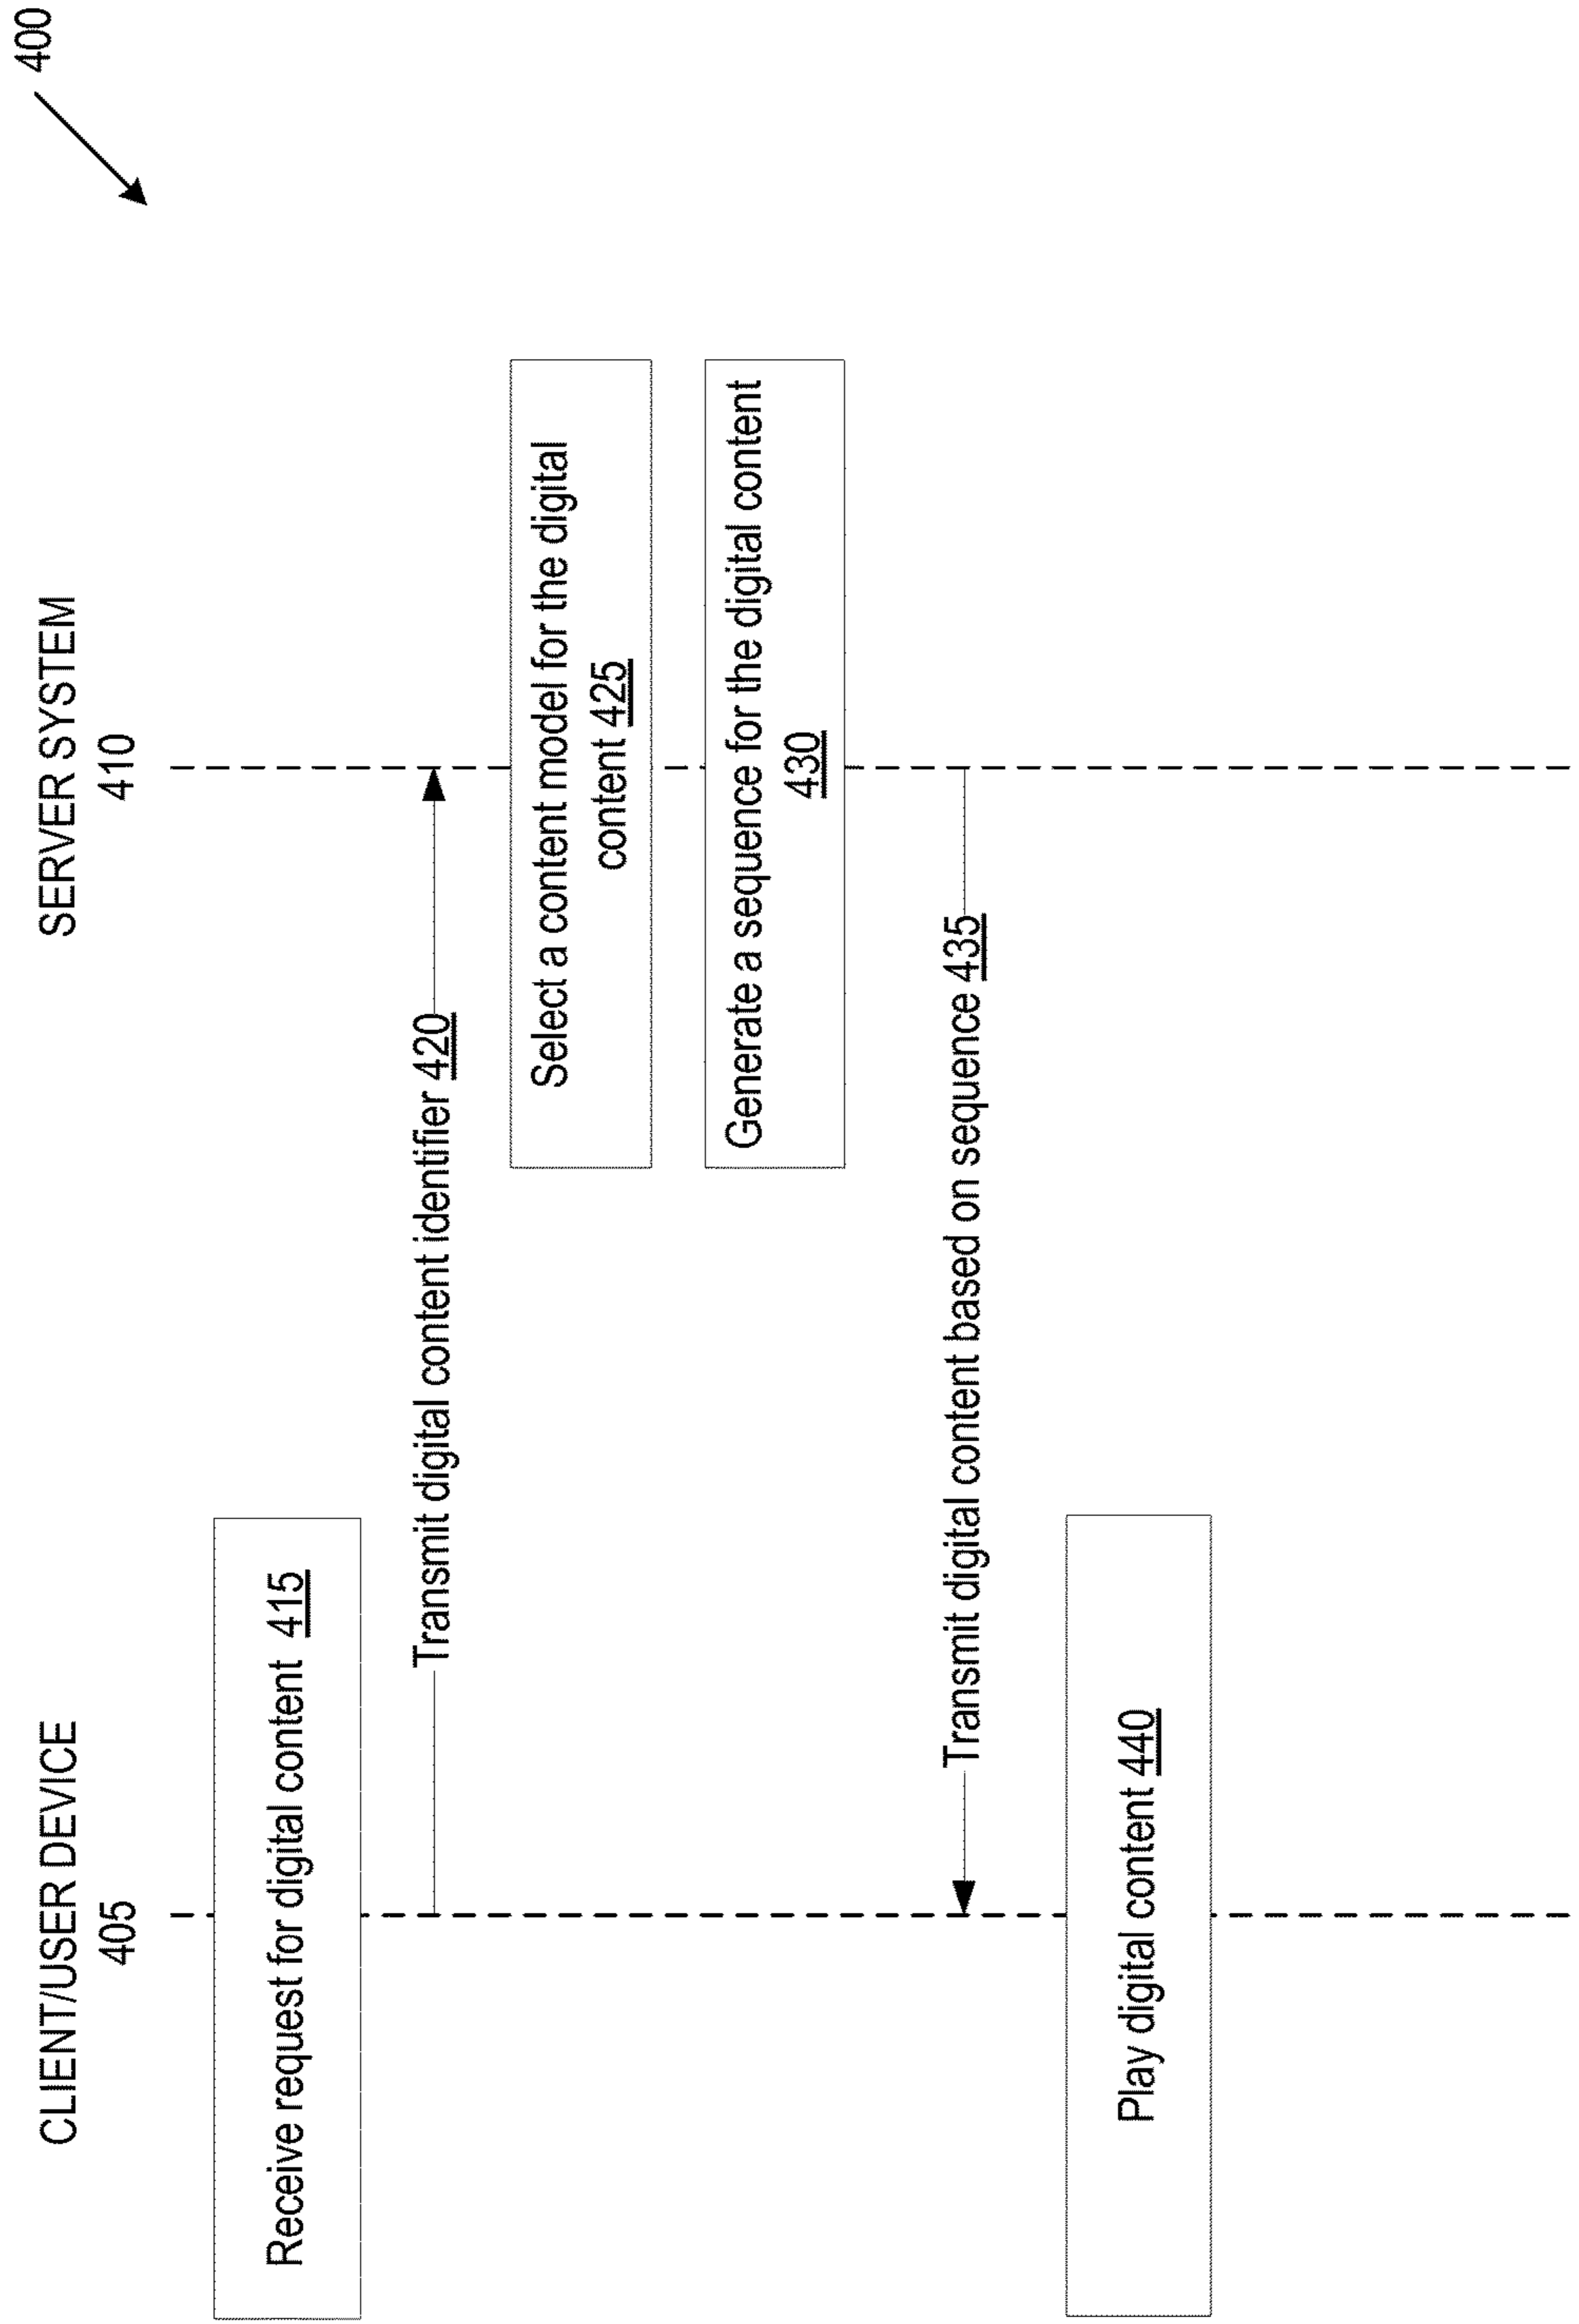 400
CLIENT/USER DEVICE
405
SERVER SYSTEM
410
Receive request for digital content 415
Transmit digital content identifier 420
Select a content model for the digital
content 425
Generate a sequence for the digital content
430
Transmit digital content based on sequence 435
Play digital content 440